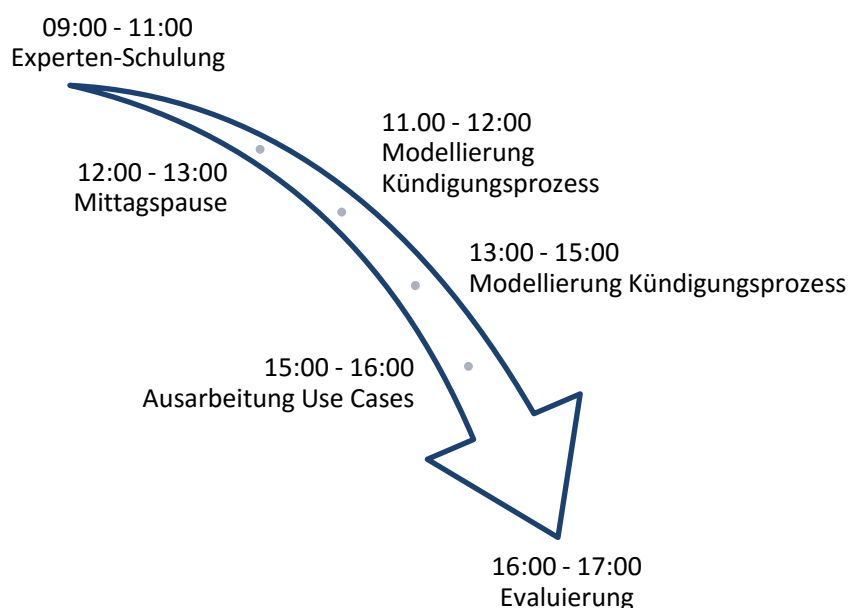 09:00 - 11:00
Experten-Schulung
11.00 - 12:00
Modellierung
Kündigungsprozess
12:00 - 13:00
Mittagspause
13:00 - 15:00
Modellierung Kündigungsprozess
15:00 - 16:00
Ausarbeitung Use Cases
16:00 - 17:00
Evaluierung